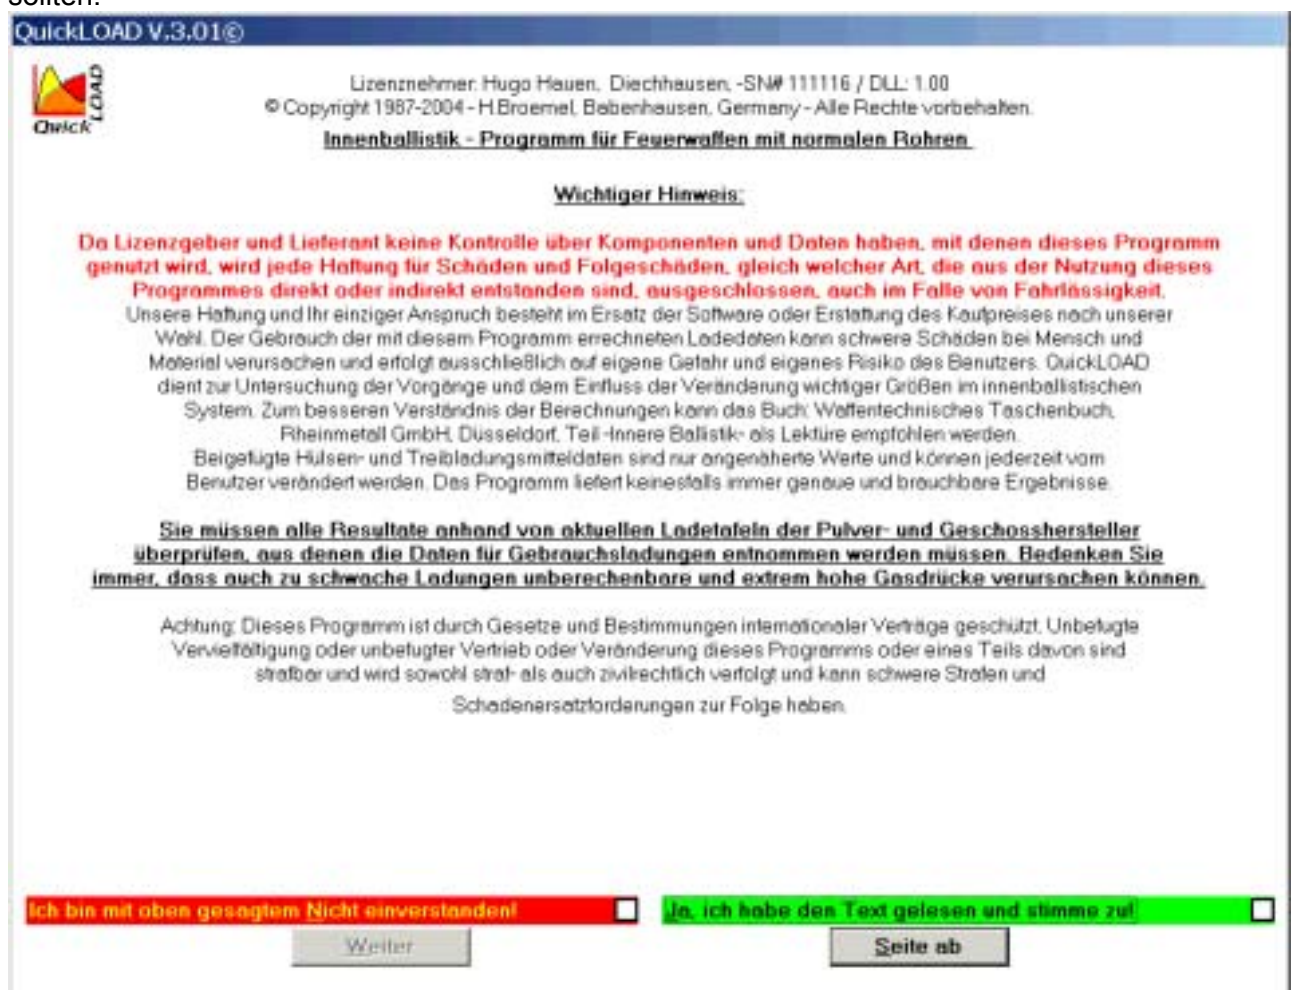 sollten.
QuickLOAD V.3.01©
Quick LOAD
Lizenznehmer: Hugo Hauen, Diechhausen, -SN# 111116 / DLL: 1.00
© Copyright 1987-2004 - H.Broemel, Babenhausen, Germany - Alle Rechte vorbehalten.
Innenballistik - Programm für Feuerwaffen mit normalen Rohren
Wichtiger Hinweis:
Da Lizenzgeber und Lieferant keine Kontrolle über Komponenten und Daten haben, mit denen dieses Programm
genutzt wird, wird jede Haftung für Schäden und Folgeschäden, gleich welcher Art, die aus der Nutzung dieses
Programmes direkt oder indirekt entstanden sind, ausgeschlossen, auch im Falle von Fahrlässigkeit.
Unsere Haftung und Ihr einziger Anspruch besteht im Ersatz der Software oder Erstattung des Kaufpreises nach unserer
Wahl. Der Gebrauch der mit diesem Programm errechneten Ladedaten kann schwere Schäden bei Mensch und
Material verursachen und erfolgt ausschließlich auf eigene Gefahr und eigenes Risiko des Benutzers. QuickLOAD
dient zur Untersuchung der Vorgänge und dem Einfluss der Veränderung wichtiger Größen im innenballistischen
System. Zum besseren Verständnis der Berechnungen kann das Buch: Waffentechnisches Taschenbuch,
Rheinmetall GmbH, Düsseldorf, Teil -Innere Ballistik- als Lektüre empfohlen werden.
Beigefügte Hülsen- und Treibladungsmitteldaten sind nur angenäherte Werte und können jederzeit vom
Benutzer verändert werden. Das Programm liefert keinesfalls immer genaue und brauchbare Ergebnisse.
Sie müssen alle Resultate anhand von aktuellen Ladetafeln der Pulver- und Geschosshersteller
überprüfen, aus denen die Daten für Gebrauchsladungen entnommen werden müssen. Bedenken Sie
immer, dass auch zu schwache Ladungen unberechenbare und extrem hohe Gasdrücke verursachen können.
Achtung: Dieses Programm ist durch Gesetze und Bestimmungen internationaler Verträge geschützt. Unbefugte
Vervielfältigung oder unbefugter Vertrieb oder Veränderung dieses Programms oder eines Teils davon sind
strafbar und wird sowohl straf- als auch zivilrechtlich verfolgt und kann schwere Strafen und
Schadenersatzforderungen zur Folge haben.
Ich bin mit oben gesagtem Nicht einverstanden!
Ja, ich habe den Text gelesen und stimme zu!
Weiter
Seite ab